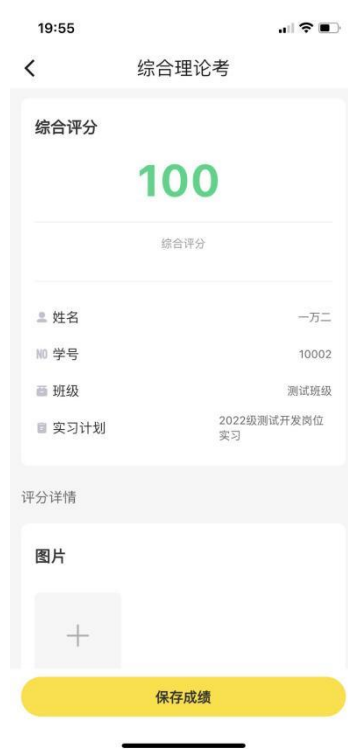 19:55
综合理论考
综合评分
100
综合评分
姓名
一万二
NO 学号
10002
班级
测试班级
实习计划
2022级测试开发岗位
实习
评分详情
图片
保存成绩